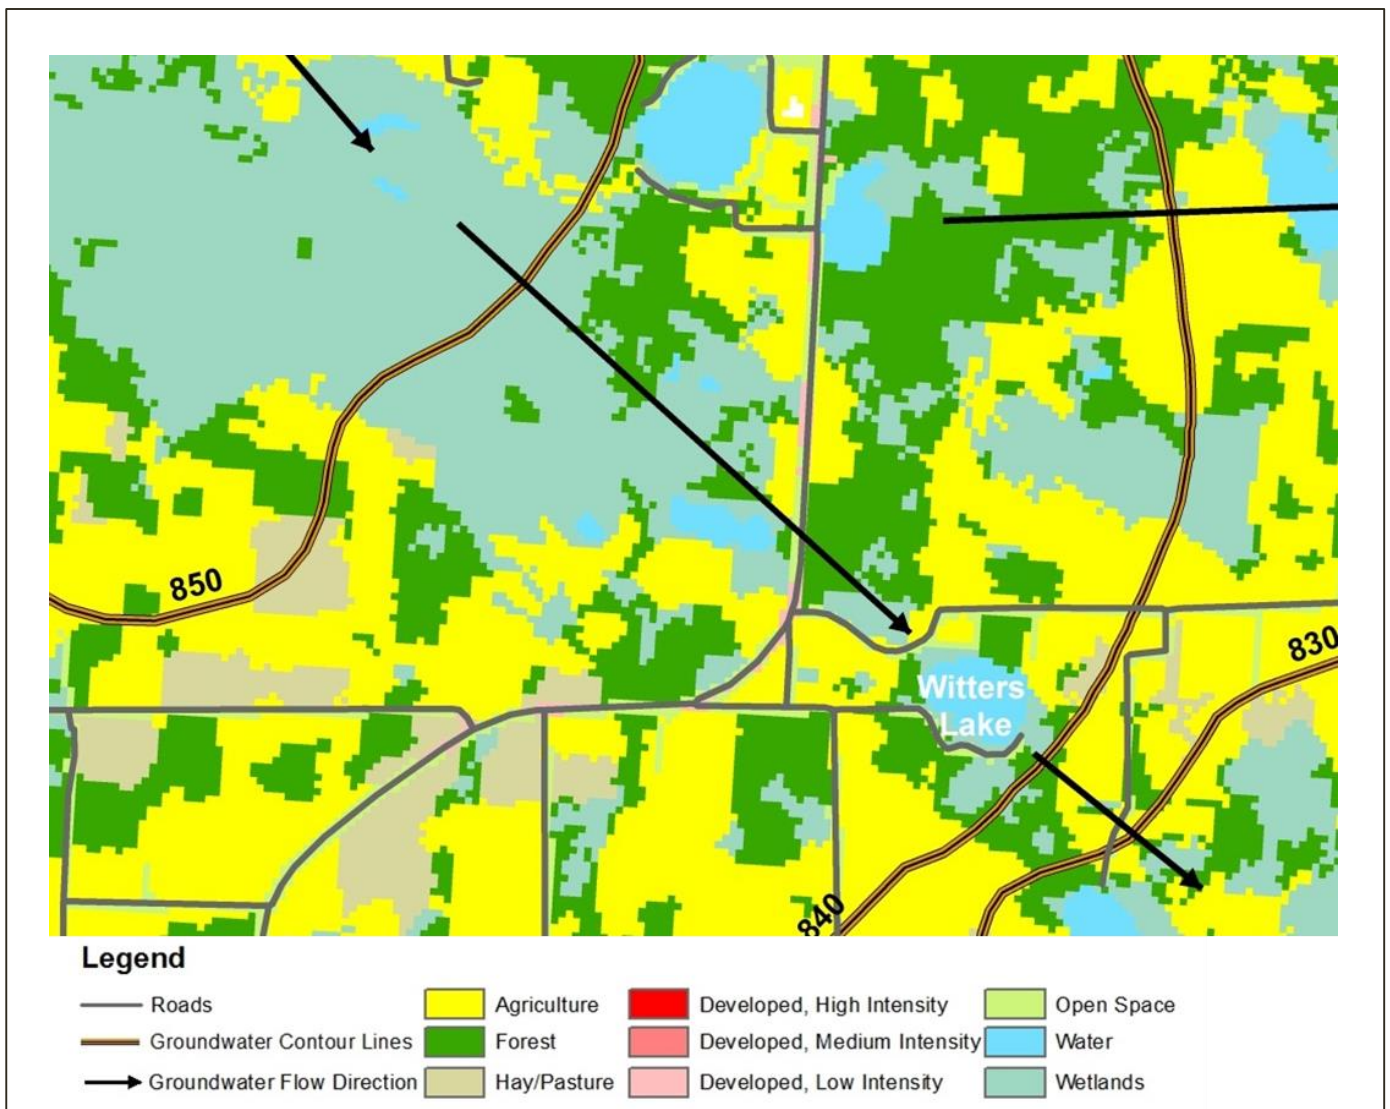 850
830
Witters
Lake
840
Legend
Roads
Agriculture
Developed, High Intensity
Open Space
Groundwater Contour Lines
Forest
Developed, Medium Intensity
Water
Groundwater Flow Direction
Hay/Pasture
Developed, Low Intensity
Wetlands